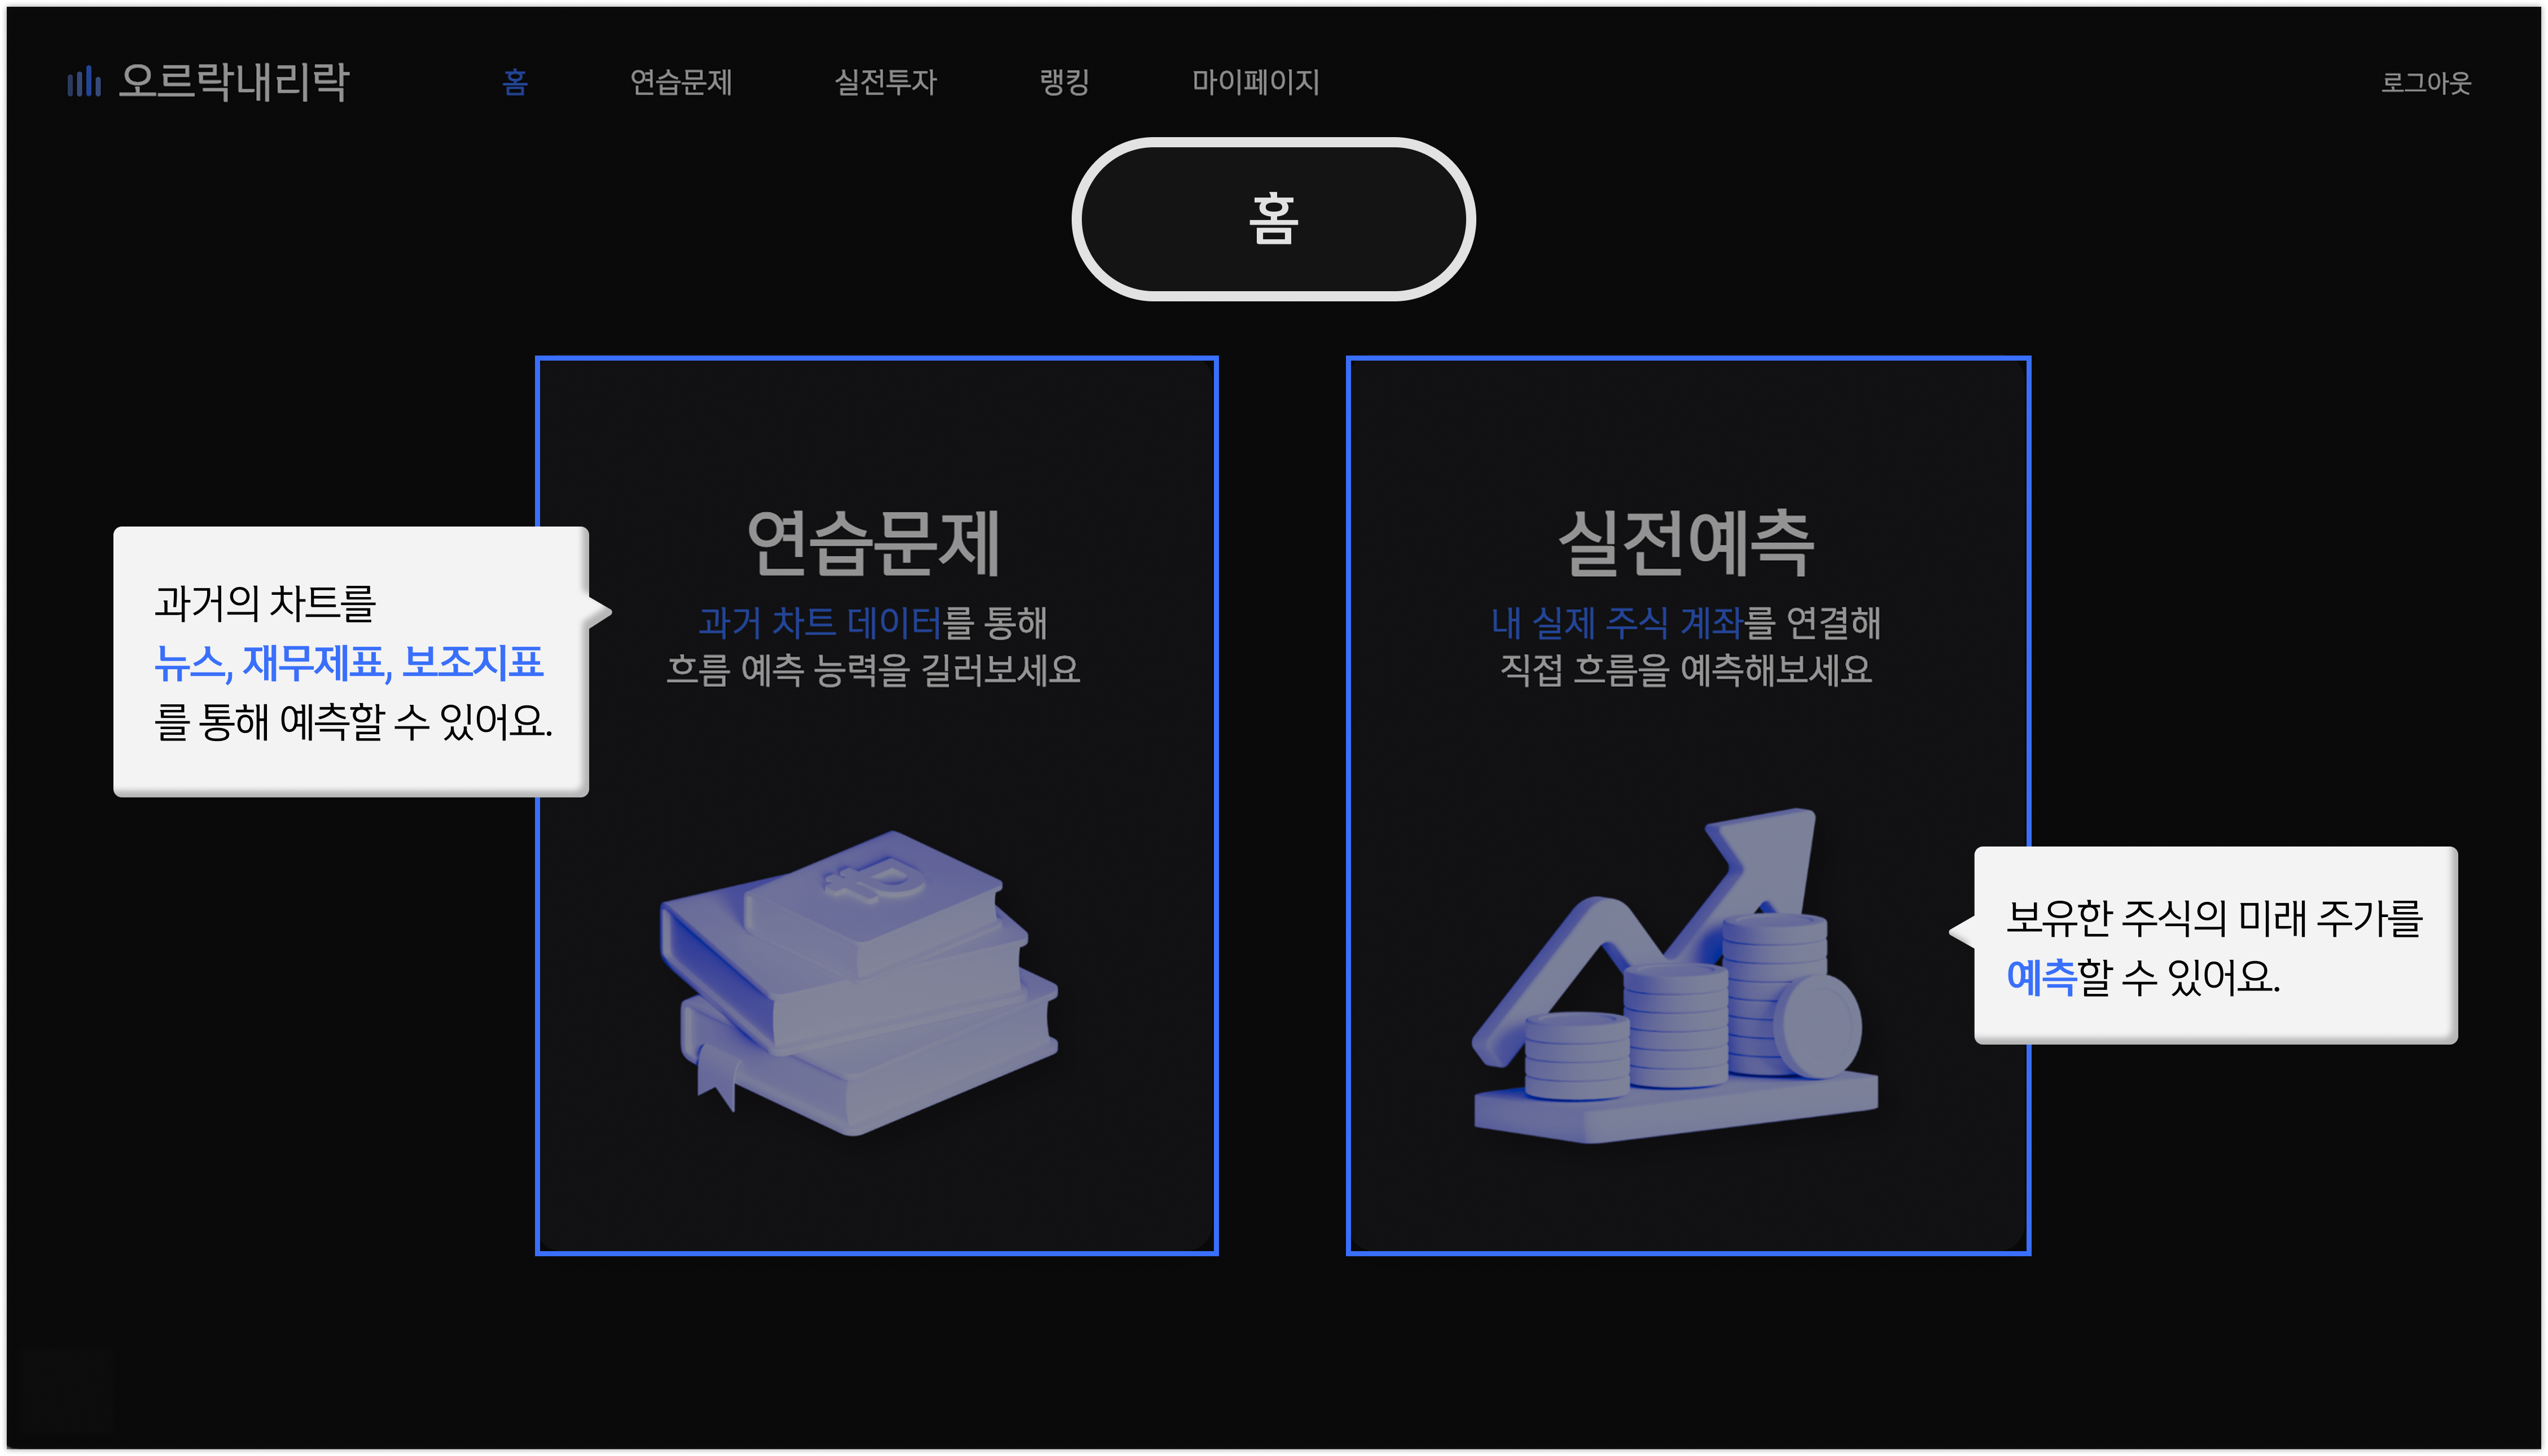 오르락내리락
홈
연습문제
실전투자
랭킹
마이페이지
로그아웃
홈
연습문제
과거 차트 데이터를 통해
흐름 예측 능력을 길러보세요
과거의 차트를
뉴스, 재무제표, 보조지표
를 통해 예측할 수 있어요.
실전예측
내 실제 주식 계좌를 연결해
직접 흐름을 예측해보세요
보유한 주식의 미래 주가를
예측할 수 있어요.